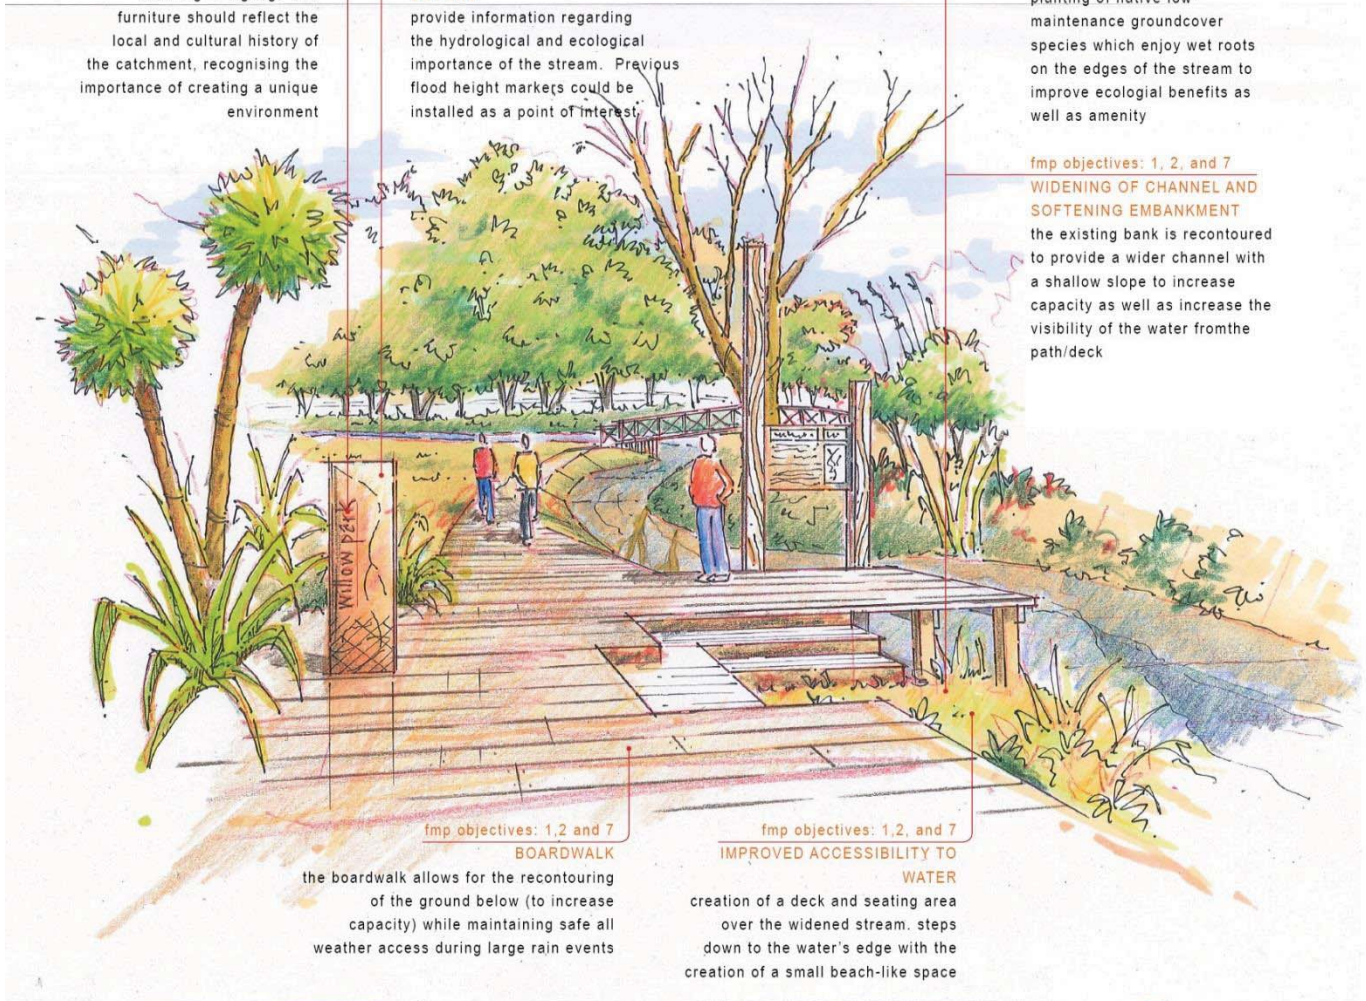 furniture should reflect the
local and cultural history of
the catchment, recognising the
importance of creating a unique
environment
provide information regarding
the hydrological and ecological
importance of the stream. Previous
flood height markers could be
installed as a point of interest.
maintenance groundcover
species which enjoy wet roots
on the edges of the stream to
improve ecologial benefits as
well as amenity
fmp objectives: 1, 2, and 7
WIDENING OF CHANNEL AND
SOFTENING EMBANKMENT
the existing bank is recontoured
to provide a wider channel with
a shallow slope to increase
capacity as well as increase the
visibility of the water fromthe
path/deck
Willow park
fmp objectives: 1,2 and 7
BOARDWALK
the boardwalk allows for the recontouring
of the ground below (to increase
capacity) while maintaining safe all
weather access during large rain events
fmp objectives: 1,2, and 7
IMPROVED ACCESSIBILITY TO
WATER
creation of a deck and seating area
over the widened stream. steps
down to the water's edge with the
creation of a small beach-like space